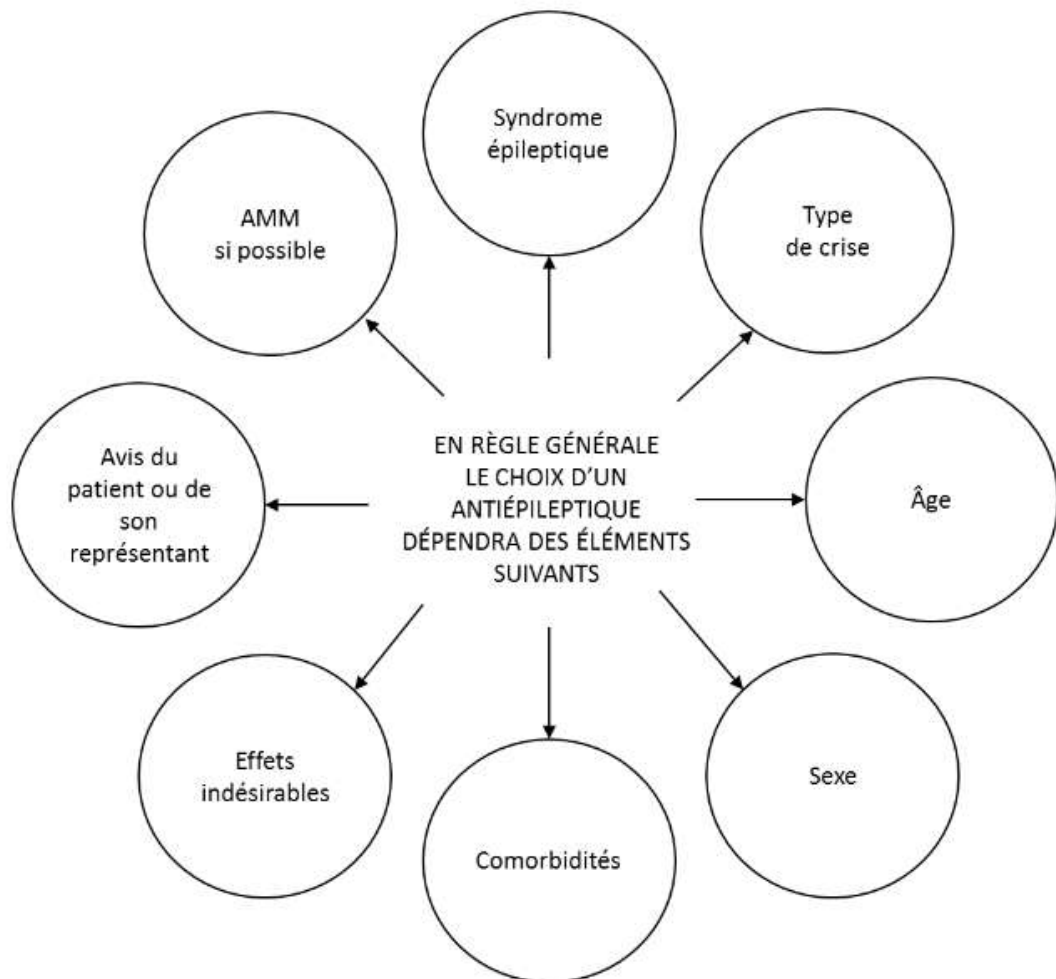 Syndrome
épileptique
Type
de crise
Âge
Sexe
Comorbidités
Effets
indésirables
Avis du
patient ou de
son
représentant
AMM
si possible
EN RÈGLE GÉNÉRALE
LE CHOIX D'UN
ANTIÉPILEPTIQUE
DÉPENDRA DES ÉLÉMENTS
SUIVANTS